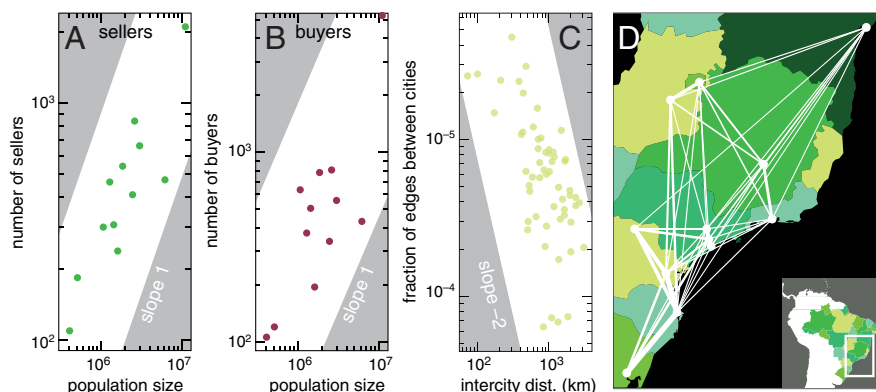 A sellers
number of sellers
10³
10²
slope 1
10⁶ 10⁷
population size
B buyers
number of buyers
10³
10²
slope 1
10⁶ 10⁷
population size
C
fraction of edges between cities
10⁻⁵
10⁻⁴
slope −2
10² 10³
intercity dist. (km)
D